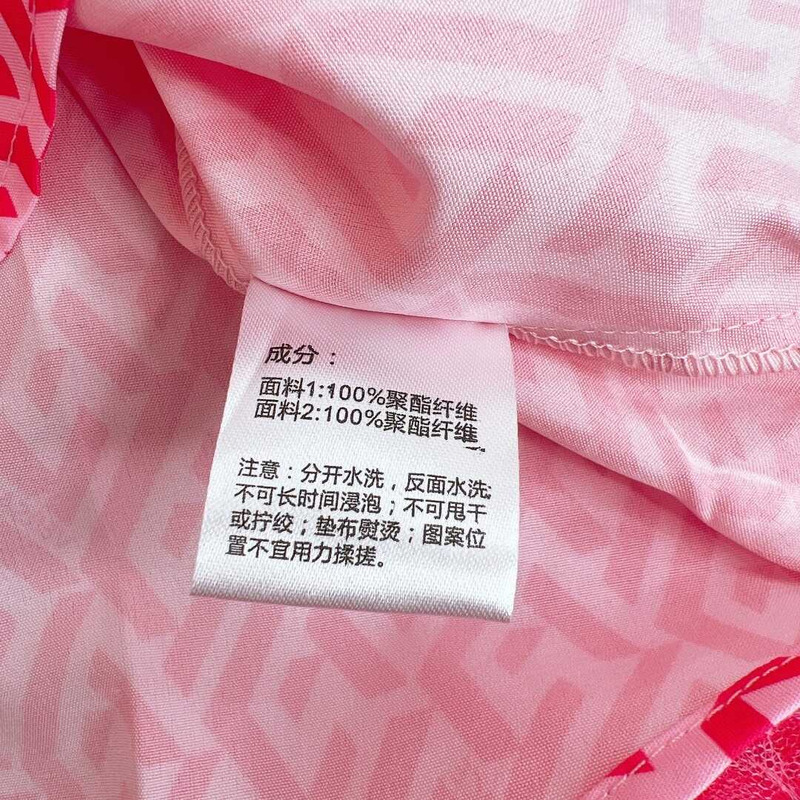 成分：
面料1:100%聚酯纤维
面料2:100%聚酯纤维
注意：分开水洗，反面水洗;
不可长时间浸泡；不可甩干
或拧绞；垫布熨烫；图案位
置不宜用力揉搓。